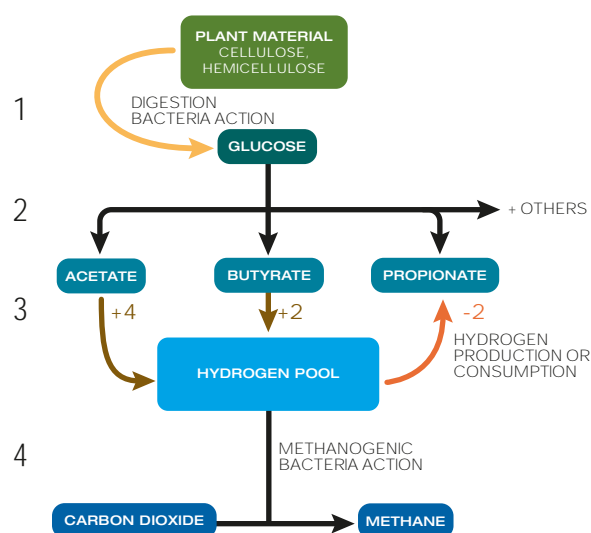 PLANT MATERIAL
CELLULOSE,
HEMICELLULOSE
1
DIGESTION
BACTERIA ACTION
GLUCOSE
2
+ OTHERS
ACETATE
BUTYRATE
PROPIONATE
3
+4
+2
-2
HYDROGEN
PRODUCTION OR
CONSUMPTION
HYDROGEN POOL
4
METHANOGENIC
BACTERIA ACTION
CARBON DIOXIDE
METHANE